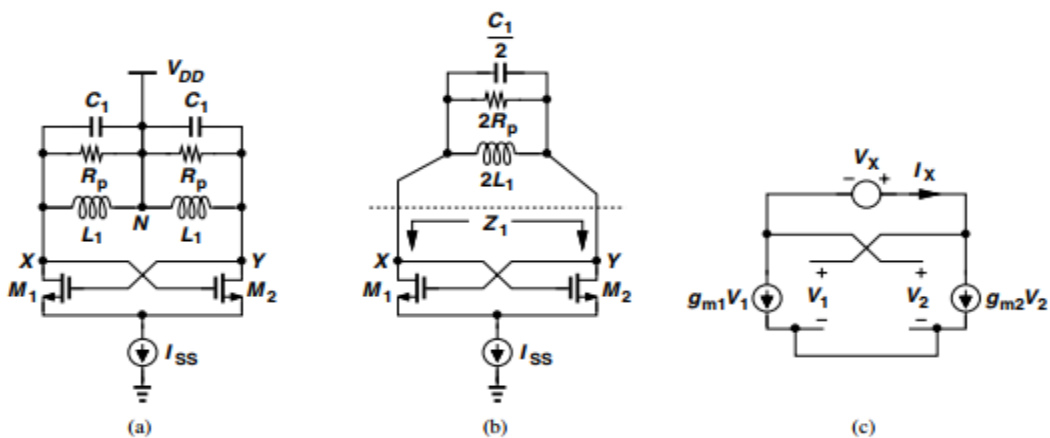 V_DD
C_1 C_1
R_p R_p
N
L_1 L_1
X Y
M_1 M_2
I_SS
(a)
C_1
2
2R_p
2L_1
Z_1
X Y
M_1 M_2
I_SS
(b)
V_X I_X
− +
+ +
g_m1V_1 V_1 V_2 g_m2V_2
− −
(c)